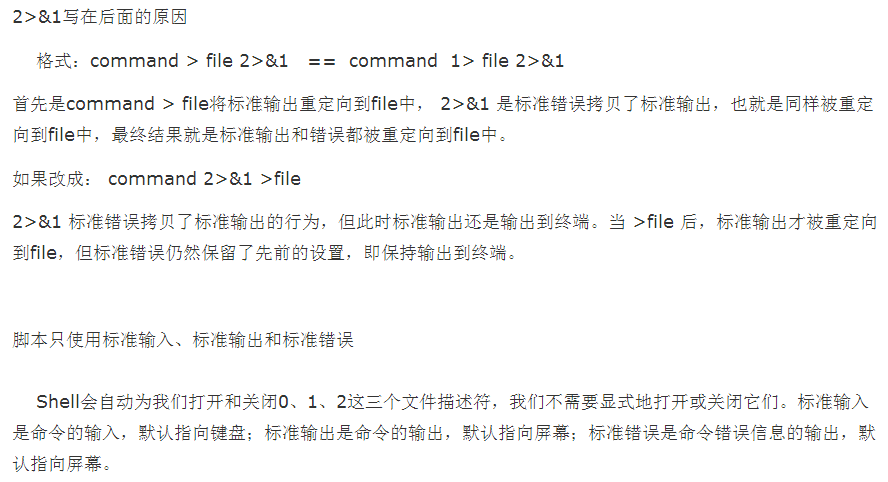 2>&1写在后面的原因
格式：command > file 2>&1   ==  command  1> file 2>&1
首先是command > file将标准输出重定向到file中， 2>&1 是标准错误拷贝了标准输出，也就是同样被重定
向到file中，最终结果就是标准输出和错误都被重定向到file中。
如果改成： command 2>&1 >file
2>&1 标准错误拷贝了标准输出的行为，但此时标准输出还是输出到终端。当 >file 后，标准输出才被重定向
到file，但标准错误仍然保留了先前的设置，即保持输出到终端。
脚本只使用标准输入、标准输出和标准错误
Shell会自动为我们打开和关闭0、1、2这三个文件描述符，我们不需要显式地打开或关闭它们。标准输入
是命令的输入，默认指向键盘；标准输出是命令的输出，默认指向屏幕；标准错误是命令错误信息的输出，默
认指向屏幕。